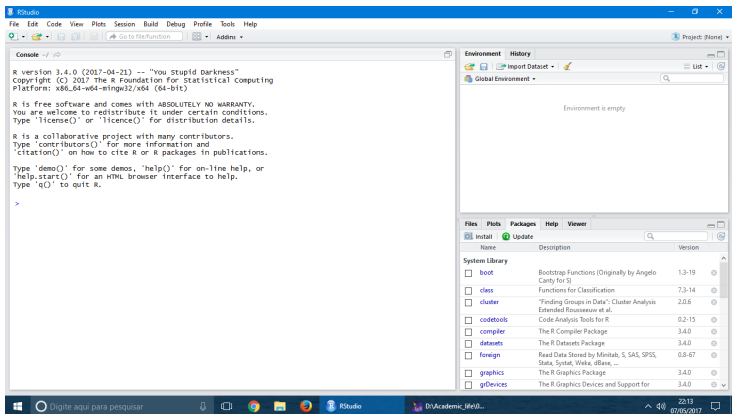 RStudio
File Edit Code View Plots Session Build Debug Profile Tools Help
Go to file/function Addins Project: (None)
Console ~/
R version 3.4.0 (2017-04-21) -- "You Stupid Darkness"
Copyright (C) 2017 The R Foundation for Statistical Computing
Platform: x86_64-w64-mingw32/x64 (64-bit)
R is free software and comes with ABSOLUTELY NO WARRANTY.
You are welcome to redistribute it under certain conditions.
Type 'license()' or 'licence()' for distribution details.
R is a collaborative project with many contributors.
Type 'contributors()' for more information and
'citation()' on how to cite R or R packages in publications.
Type 'demo()' for some demos, 'help()' for on-line help, or
'help.start()' for an HTML browser interface to help.
Type 'q()' to quit R.
>
Environment History
Import Dataset List
Global Environment
Environment is empty
Files Plots Packages Help Viewer
Install Update
Name Description Version
System Library
boot Bootstrap Functions (Originally by Angelo 1.3-19
Canty for S)
class Functions for Classification 7.3-14
cluster "Finding Groups in Data": Cluster Analysis 2.0.6
Extended Rousseeuw et al.
codetools Code Analysis Tools for R 0.2-15
compiler The R Compiler Package 3.4.0
datasets The R Datasets Package 3.4.0
foreign Read Data Stored by Minitab, S, SAS, SPSS, 0.8-67
Stata, Systat, Weka, dBase, ...
graphics The R Graphics Package 3.4.0
grDevices The R Graphics Devices and Support for 3.4.0
Digite aqui para pesquisar RStudio D:\Academic_life\0... 22:13
07/05/2017